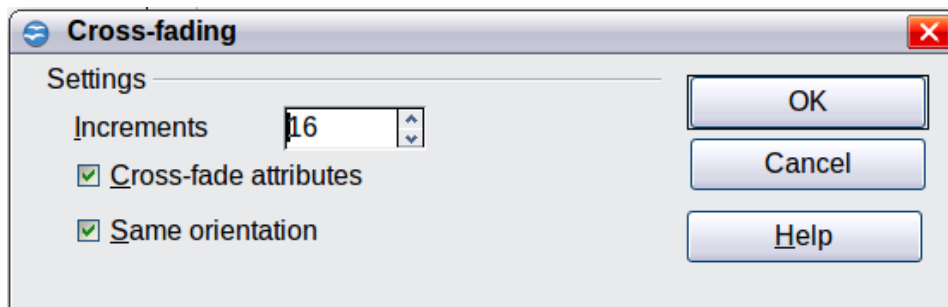 Cross-fading
Settings
Increments 16
Cross-fade attributes
Same orientation
OK
Cancel
Help